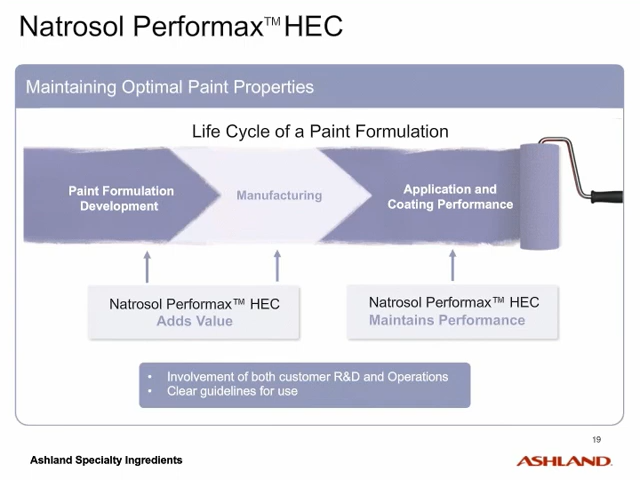 Natrosol Performax™ HEC
Maintaining Optimal Paint Properties
Life Cycle of a Paint Formulation
Paint Formulation
Development
Manufacturing
Application and
Coating Performance
Natrosol Performax™ HEC
Adds Value
Natrosol Performax™ HEC
Maintains Performance
• Involvement of both customer R&D and Operations
• Clear guidelines for use
19
Ashland Specialty Ingredients
ASHLAND